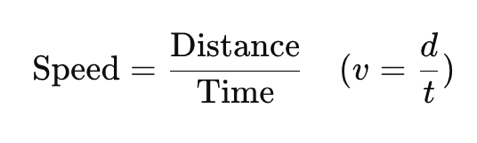 Speed = Distance / Time (v = d / t)